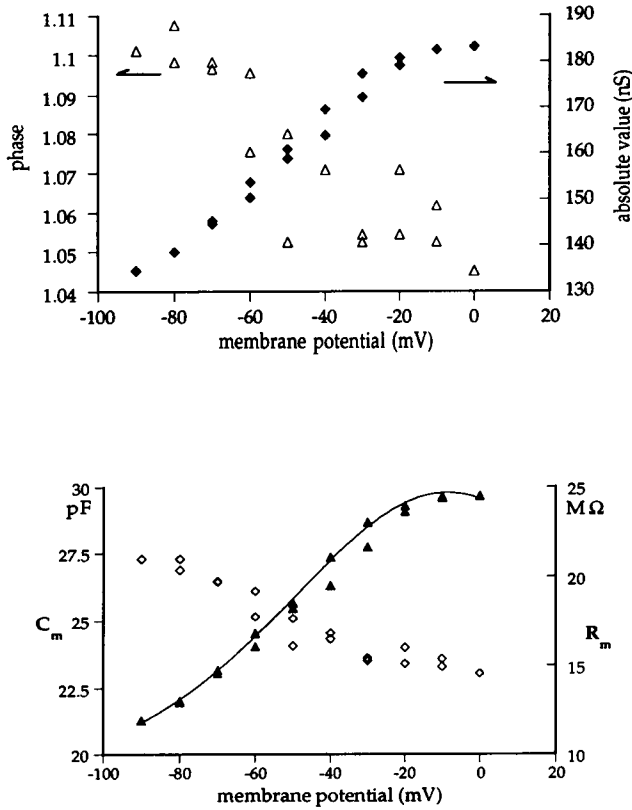 1.11
1.1
1.09
1.08
1.07
1.06
1.05
1.04
phase
190
180
170
160
150
140
130
absolute value (nS)
-100 -80 -60 -40 -20 0 20
membrane potential (mV)
30
pF
27.5
25
C m
22.5
20
25
MΩ
20
R m
15
10
-100 -80 -60 -40 -20 0 20
membrane potential (mV)